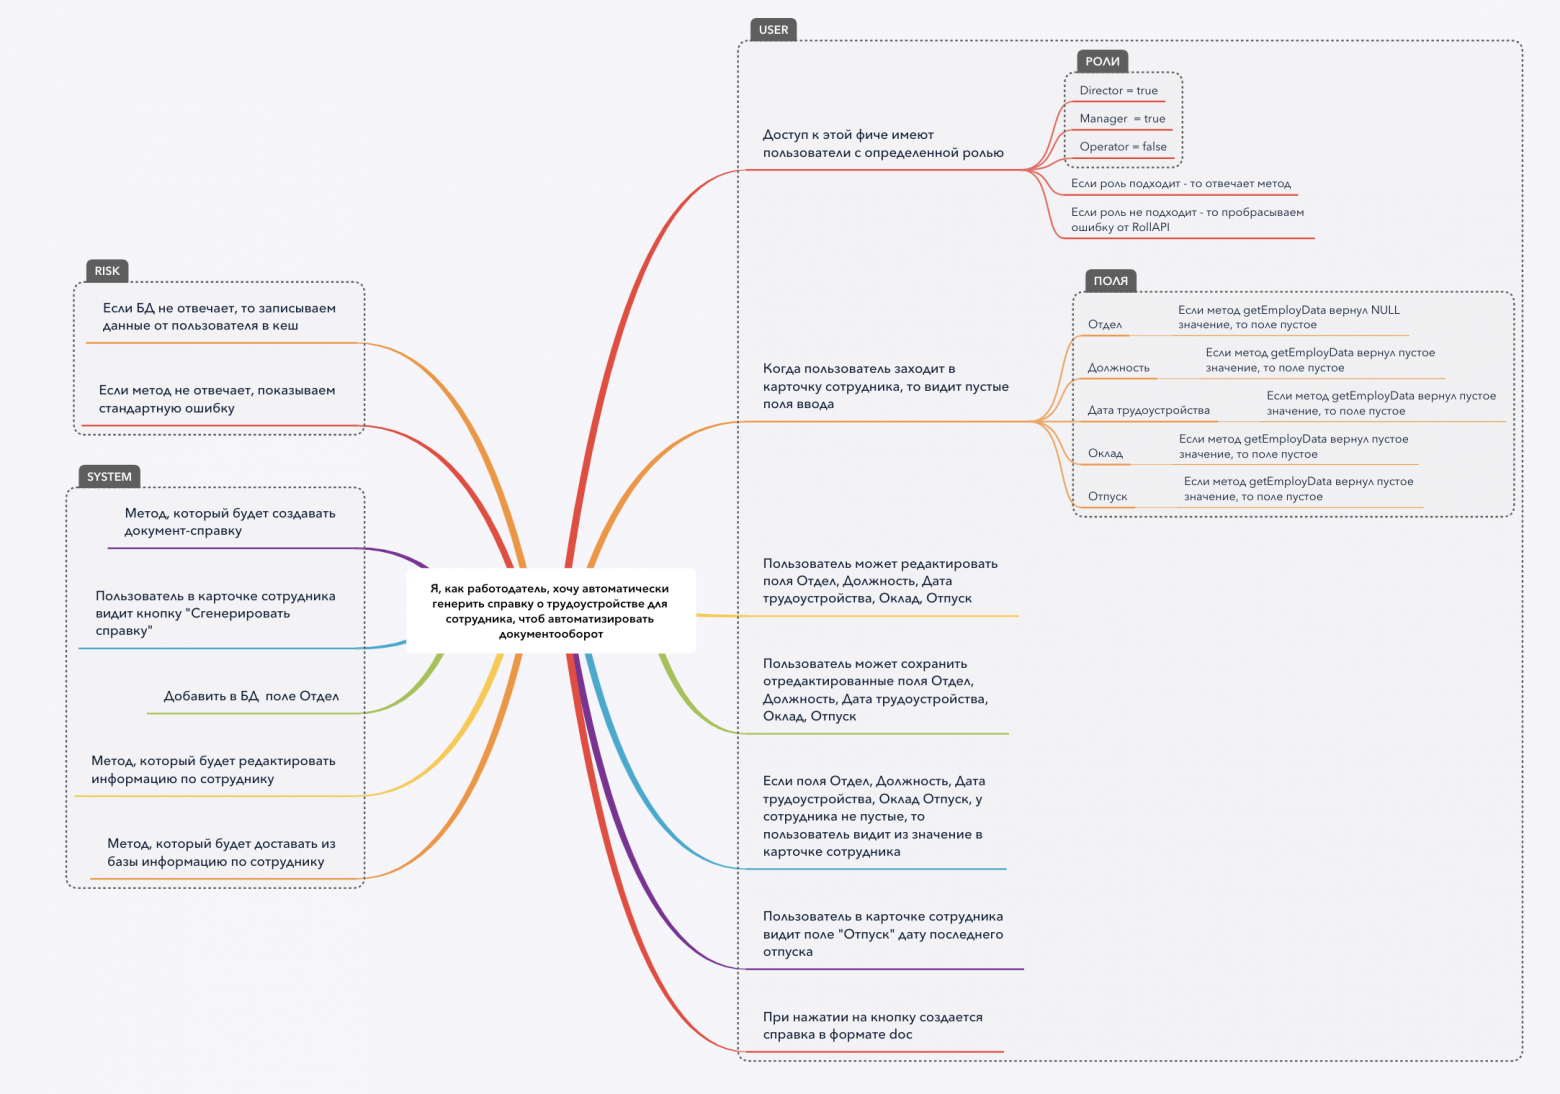 USER
РОЛИ
Director = true
Manager = true
Operator = false
Доступ к этой фиче имеют
пользователи с определенной ролью
Если роль подходит - то отвечает метод
Если роль не подходит - то пробрасываем
ошибку от RollAPI
ПОЛЯ
Отдел
Если метод getEmployData вернул NULL
значение, то поле пустое
Должность
Если метод getEmployData вернул пустое
значение, то поле пустое
Дата трудоустройства
Если метод getEmployData вернул пустое
значение, то поле пустое
Оклад
Если метод getEmployData вернул пустое
значение, то поле пустое
Отпуск
Если метод getEmployData вернул пустое
значение, то поле пустое
Когда пользователь заходит в
карточку сотрудника, то видит пустые
поля ввода
Пользователь может редактировать
поля Отдел, Должность, Дата
трудоустройства, Оклад, Отпуск
Пользователь может сохранить
отредактированные поля Отдел,
Должность, Дата трудоустройства,
Оклад, Отпуск
Если поля Отдел, Должность, Дата
трудоустройства, Оклад Отпуск, у
сотрудника не пустые, то
пользователь видит из значение в
карточке сотрудника
Пользователь в карточке сотрудника
видит поле "Отпуск" дату последнего
отпуска
При нажатии на кнопку создается
справка в формате doc
RISK
Если БД не отвечает, то записываем
данные от пользователя в кеш
Если метод не отвечает, показываем
стандартную ошибку
SYSTEM
Метод, который будет создавать
документ-справку
Пользователь в карточке сотрудника
видит кнопку "Сгенерировать
справку"
Добавить в БД поле Отдел
Метод, который будет редактировать
информацию по сотруднику
Метод, который будет доставать из
базы информацию по сотруднику
Я, как работодатель, хочу автоматически
генерить справку о трудоустройстве для
сотрудника, чтоб автоматизировать
документооборот